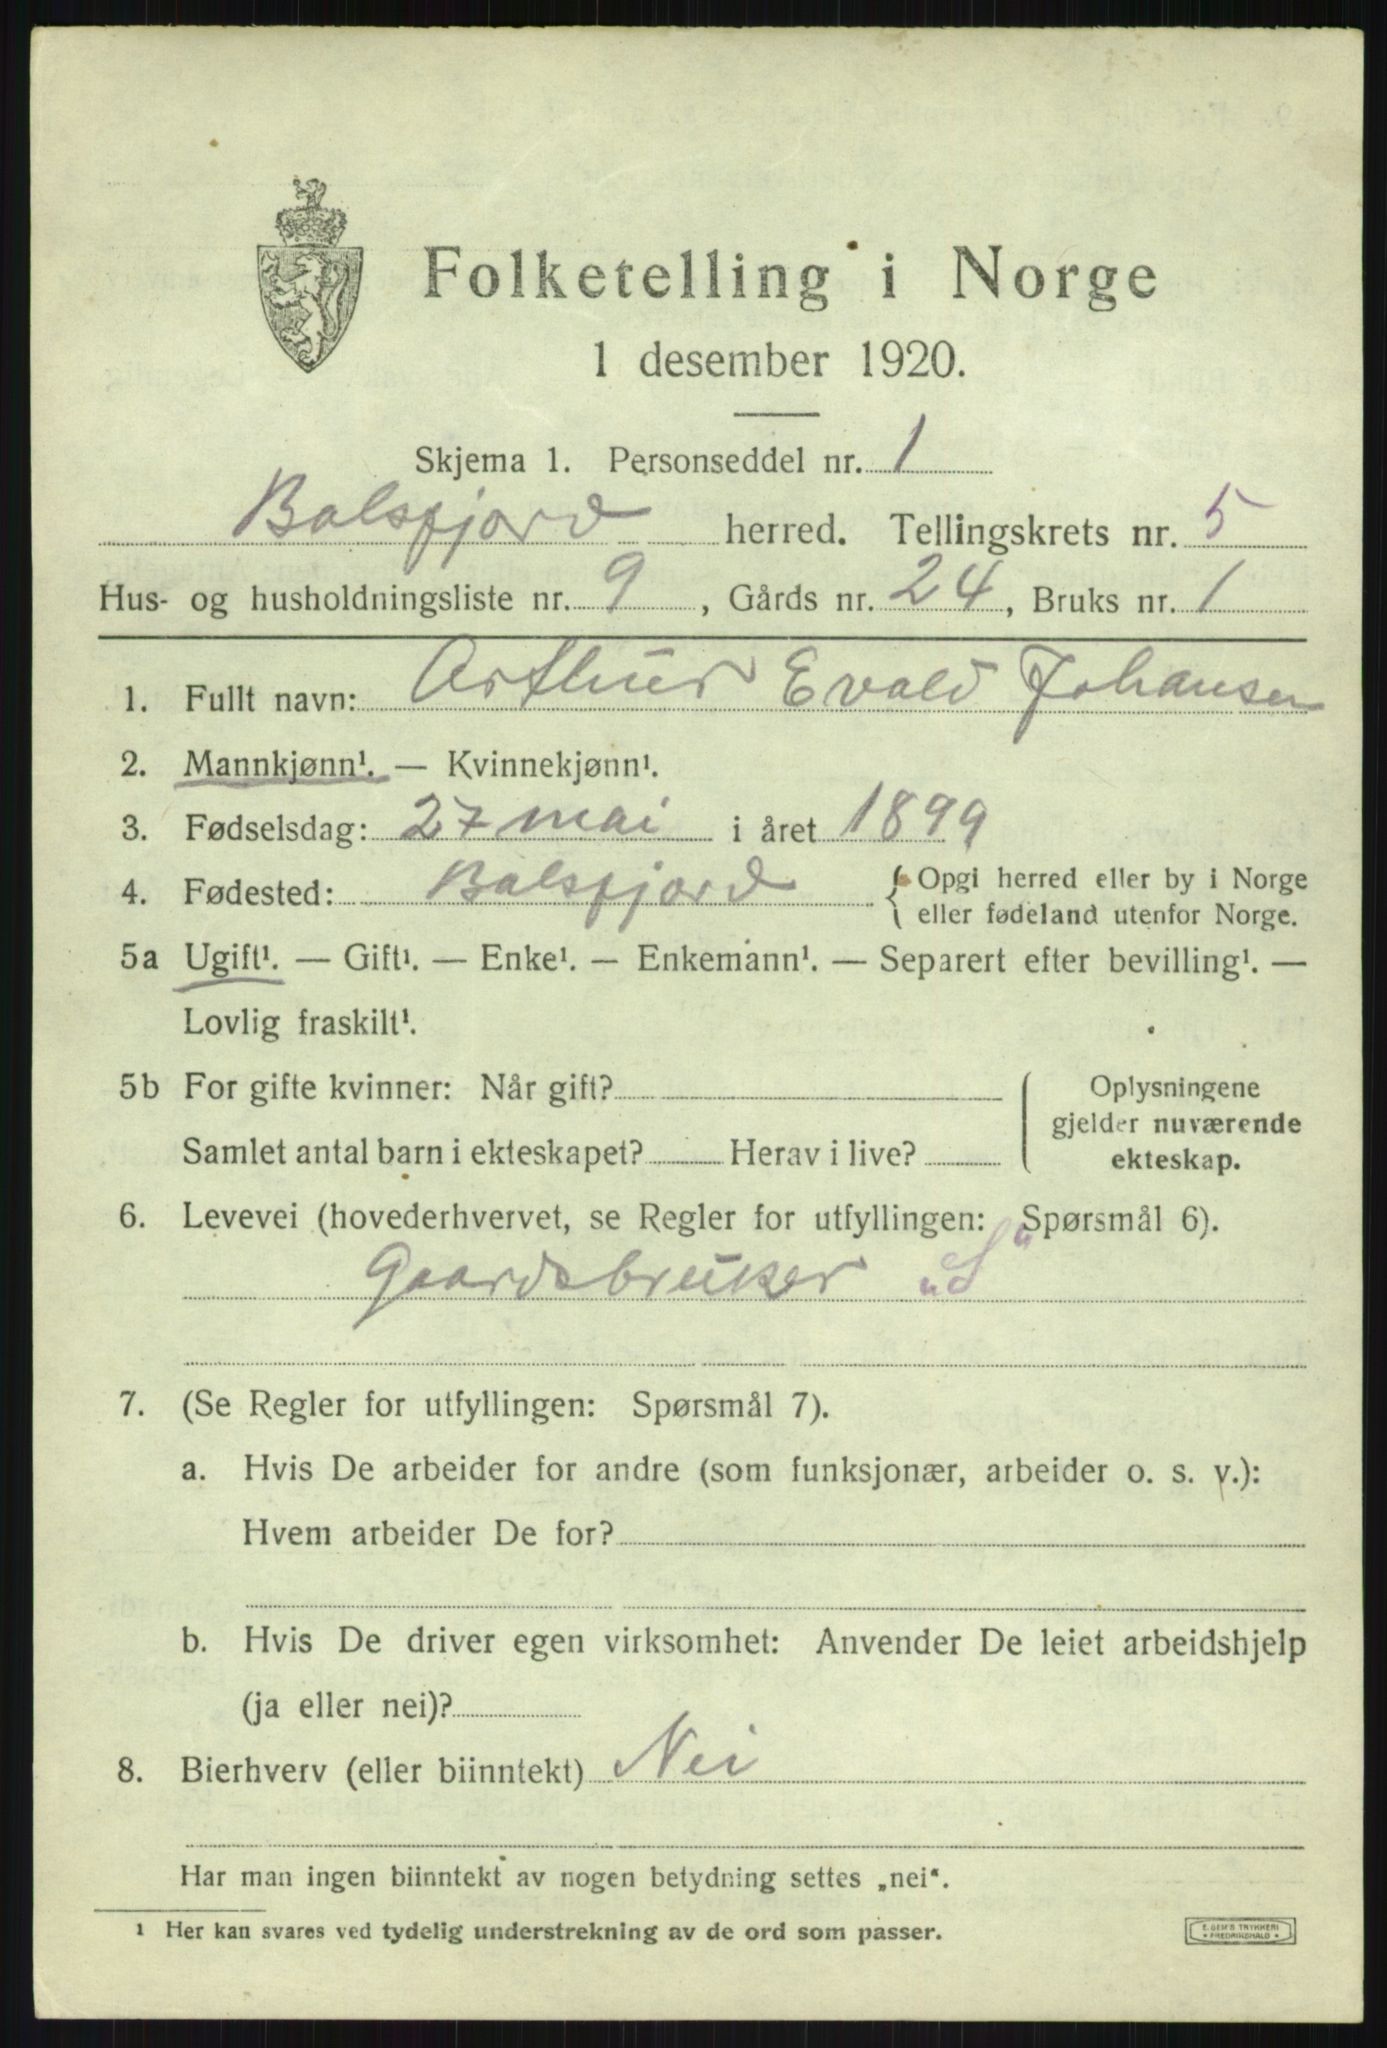 Folketelling i Norge
1 desember 1920.
Skjema 1. Personseddel nr. 1
Balsfjord herred. Tellingskrets nr. 5
Hus- og husholdningsliste nr. 9, Gårds nr. 24, Bruks nr. 1
1. Fullt navn: Arthur Evald Johansen
2. Mannkjønn¹. — Kvinnekjønn¹.
3. Fødselsdag: 27 mai i året 1899
4. Fødested: Balsfjord { Opgi herred eller by i Norge
eller fødeland utenfor Norge.
5a Ugift¹. — Gift¹. — Enke¹. — Enkemann¹. — Separert efter bevilling¹. —
Lovlig fraskilt¹.
5b For gifte kvinner: Når gift?
Samlet antal barn i ekteskapet? Herav i live?
Oplysningene
gjelder nuværende
ekteskap.
6. Levevei (hovederhvervet, se Regler for utfyllingen: Spørsmål 6).
Gaardsbruker „S"
7. (Se Regler for utfyllingen: Spørsmål 7).
a. Hvis De arbeider for andre (som funksjonær, arbeider o. s. v.):
Hvem arbeider De for?
b. Hvis De driver egen virksomhet: Anvender De leiet arbeidshjelp
(ja eller nei)?
8. Bierhverv (eller biinntekt) Nei
Har man ingen biinntekt av nogen betydning settes „nei“.
¹ Her kan svares ved tydelig understrekning av de ord som passer.
E. SEM'S TRYKKERI
• FREDRIKSHALD •